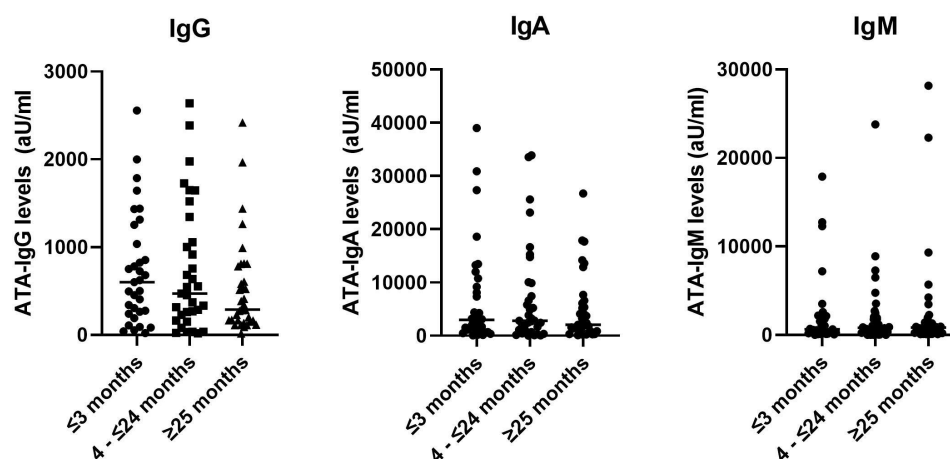 IgG
ATA-IgG levels (aU/ml
3000
2000
1000
0
≤3 months
4 - ≤24 months
≥25 months
IgA
ATA-IgA levels (aU/ml
50000
40000
30000
20000
10000
0
≤3 months
4 - ≤24 months
≥25 months
IgM
ATA-IgM levels (aU/ml)
30000
20000
10000
0
≤3 months
4 - ≤24 months
≥25 months